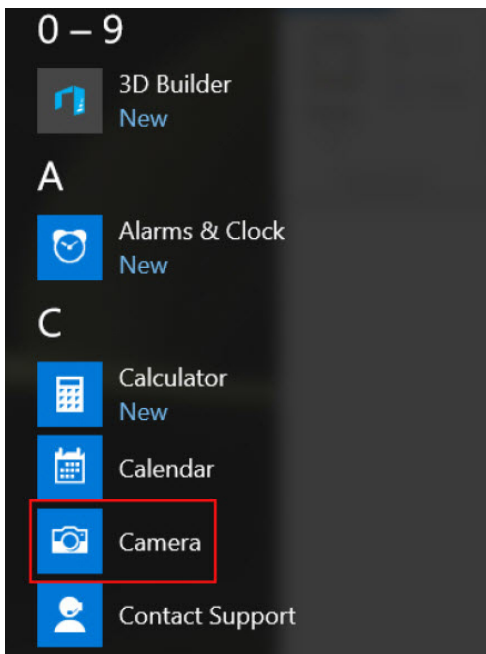 0 – 9
3D Builder
New
A
Alarms & Clock
New
C
Calculator
New
Calendar
Camera
Contact Support